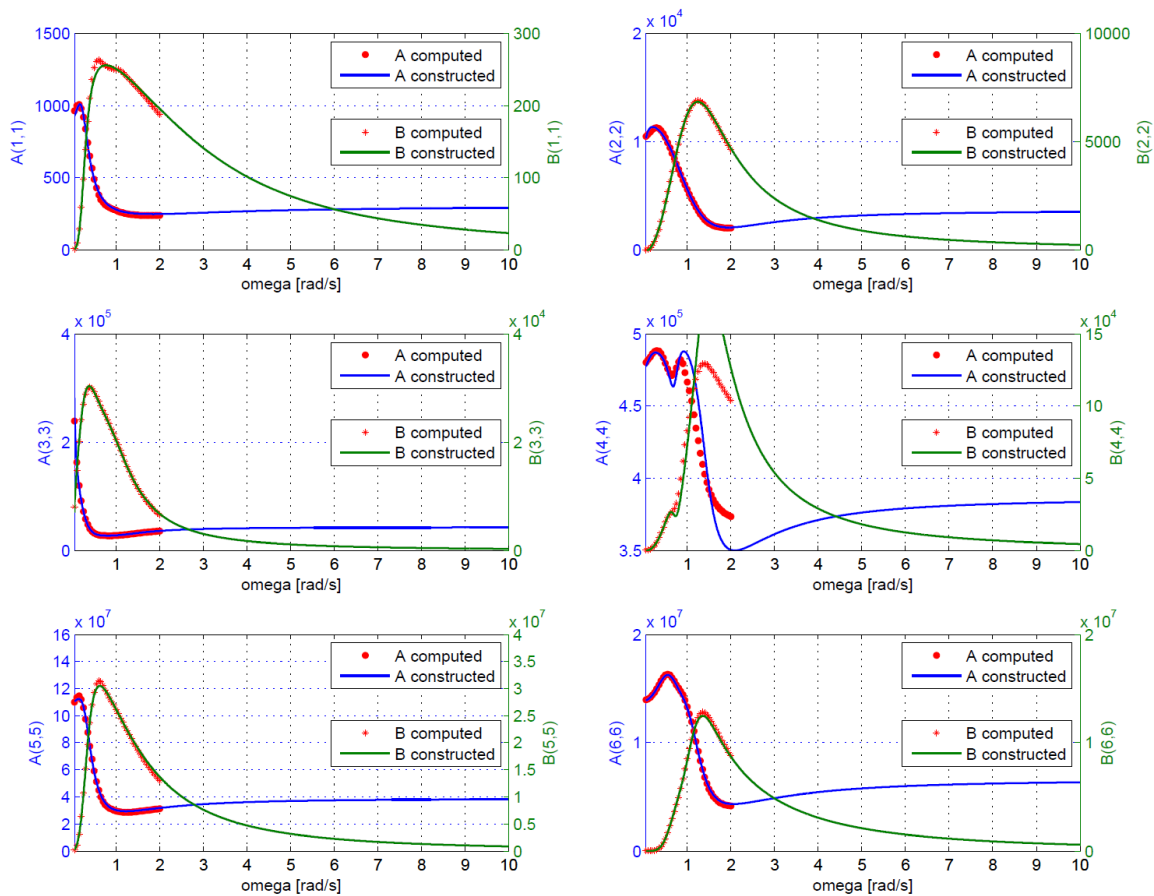 1500
1000
500
0
A(1,1)
300
200
100
0
B(1,1)
A computed
A constructed
B computed
B constructed
1 2 3 4 5 6 7 8 9 10
omega [rad/s]
x 10^4
2
1
0
A(2,2)
10000
5000
0
B(2,2)
A computed
A constructed
B computed
B constructed
1 2 3 4 5 6 7 8 9 10
omega [rad/s]
x 10^5
4
2
0
A(3,3)
x 10^4
4
2
0
B(3,3)
A computed
A constructed
B computed
B constructed
1 2 3 4 5 6 7 8 9 10
omega [rad/s]
x 10^5
5
4.5
4
3.5
A(4,4)
x 10^4
15
10
5
0
B(4,4)
A computed
A constructed
B computed
B constructed
1 2 3 4 5 6 7 8 9 10
omega [rad/s]
x 10^7
16
14
12
10
8
6
4
2
0
A(5,5)
x 10^7
4
3.5
3
2.5
2
1.5
1
0.5
0
B(5,5)
A computed
A constructed
B computed
B constructed
1 2 3 4 5 6 7 8 9 10
omega [rad/s]
x 10^7
2
1
0
A(6,6)
x 10^7
2
1
0
B(6,6)
A computed
A constructed
B computed
B constructed
1 2 3 4 5 6 7 8 9 10
omega [rad/s]